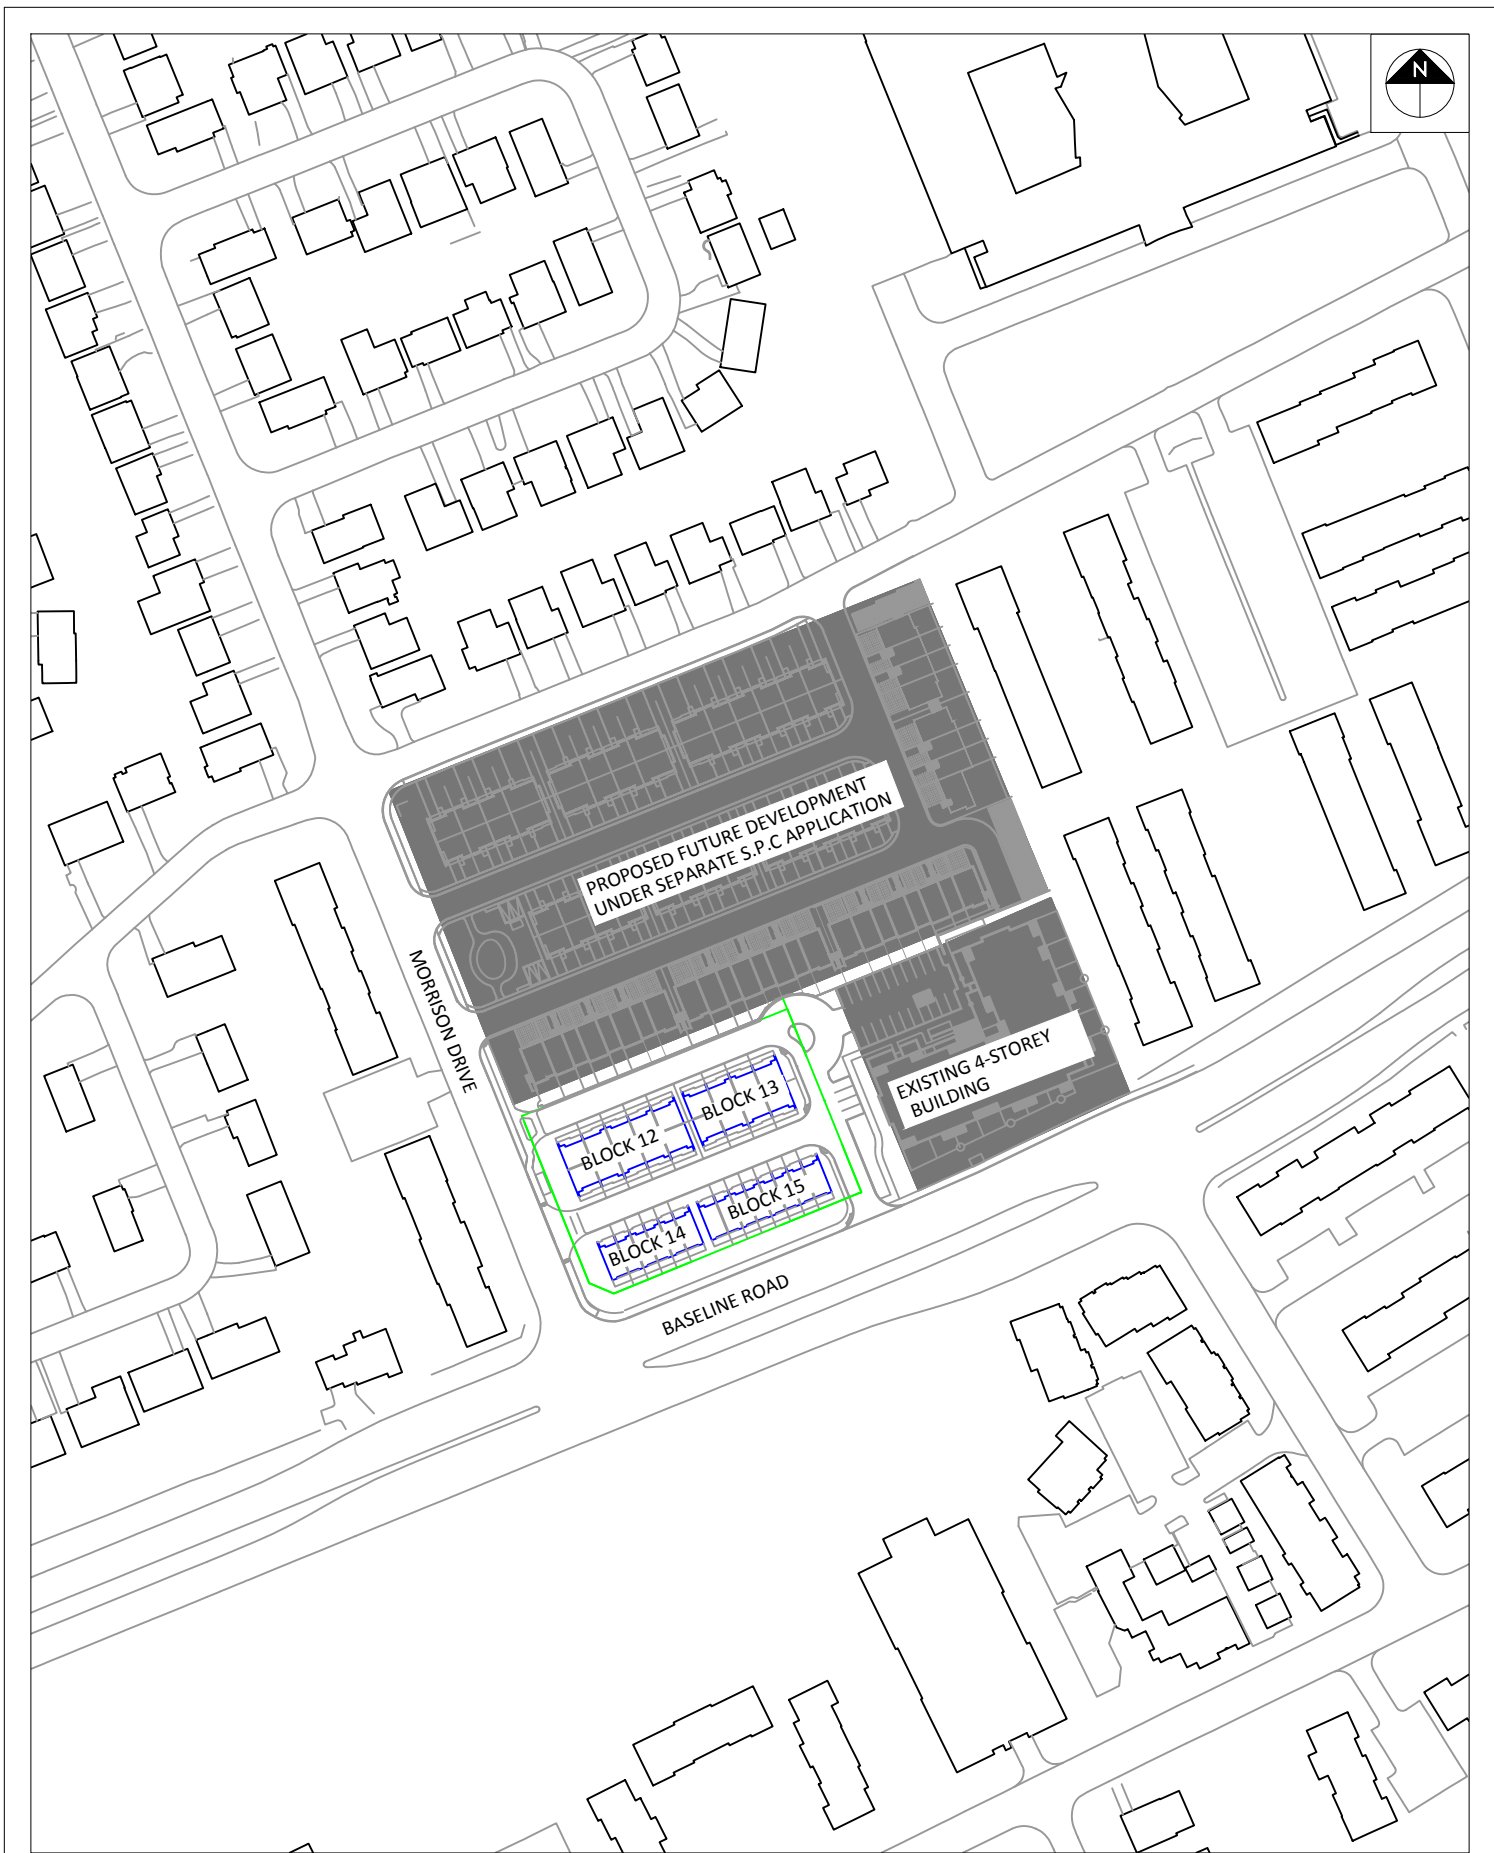 N
PROPOSED FUTURE DEVELOPMENT
UNDER SEPARATE S.P.C APPLICATION
MORRISON DRIVE
EXISTING 4-STOREY
BUILDING
BLOCK 13
BLOCK 12
BLOCK 15
BLOCK 14
BASELINE ROAD